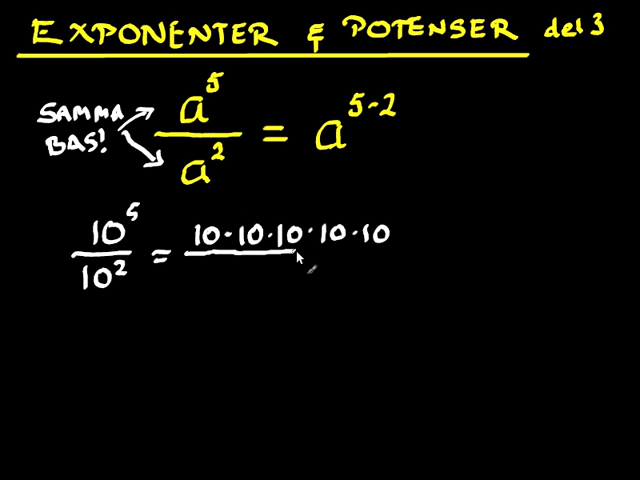 EXPONENTER & POTENSER del 3
SAMMA BAS!
a^5 / a^2 = a^(5-2)
10^5 / 10^2 = 10·10·10·10·10